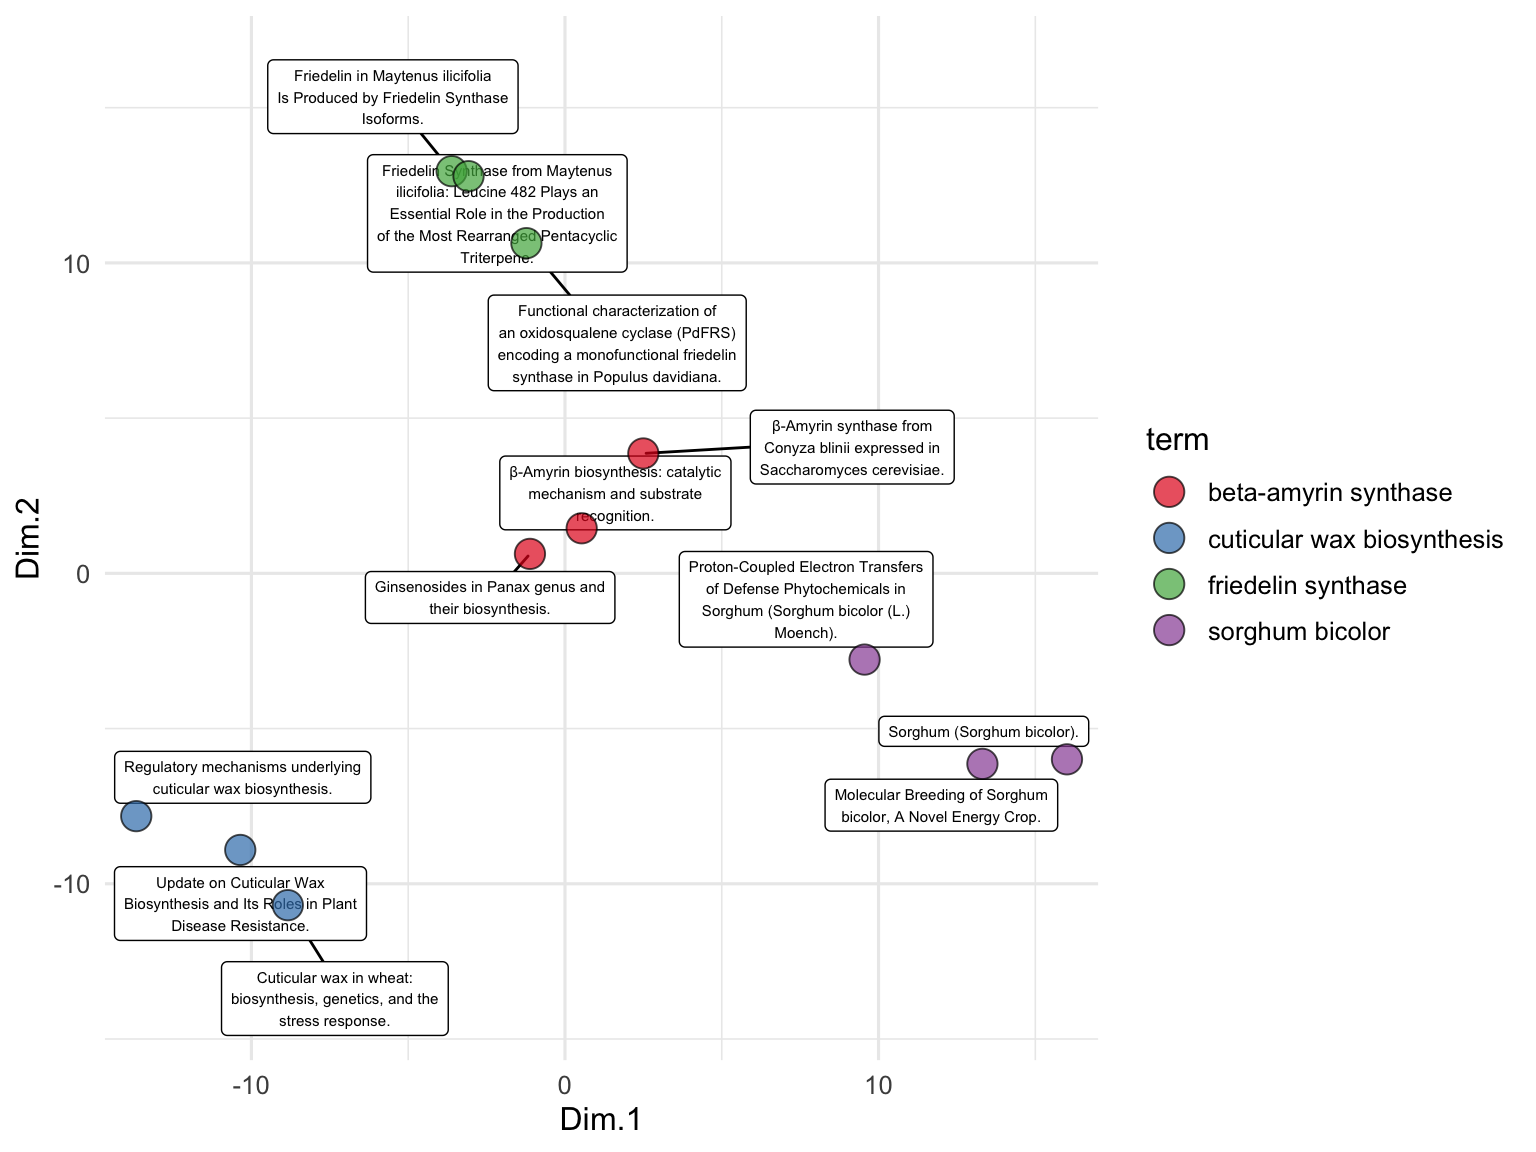 Friedelin in Maytenus ilicifolia
Is Produced by Friedelin Synthase
Isoforms.
Friedelin Synthase from Maytenus
ilicifolia: Leucine 482 Plays an
Essential Role in the Production
of the Most Rearranged Pentacyclic
Triterpene.
Functional characterization of
an oxidosqualene cyclase (PdFRS)
encoding a monofunctional friedelin
synthase in Populus davidiana.
β-Amyrin synthase from
Conyza blinii expressed in
Saccharomyces cerevisiae.
β-Amyrin biosynthesis: catalytic
mechanism and substrate
recognition.
Ginsenosides in Panax genus and
their biosynthesis.
Proton-Coupled Electron Transfers
of Defense Phytochemicals in
Sorghum (Sorghum bicolor (L.)
Moench).
Sorghum (Sorghum bicolor).
Molecular Breeding of Sorghum
bicolor, A Novel Energy Crop.
Regulatory mechanisms underlying
cuticular wax biosynthesis.
Update on Cuticular Wax
Biosynthesis and Its Roles in Plant
Disease Resistance.
Cuticular wax in wheat:
biosynthesis, genetics, and the
stress response.
10
0
-10
Dim.2
-10
0
10
Dim.1
term
beta-amyrin synthase
cuticular wax biosynthesis
friedelin synthase
sorghum bicolor